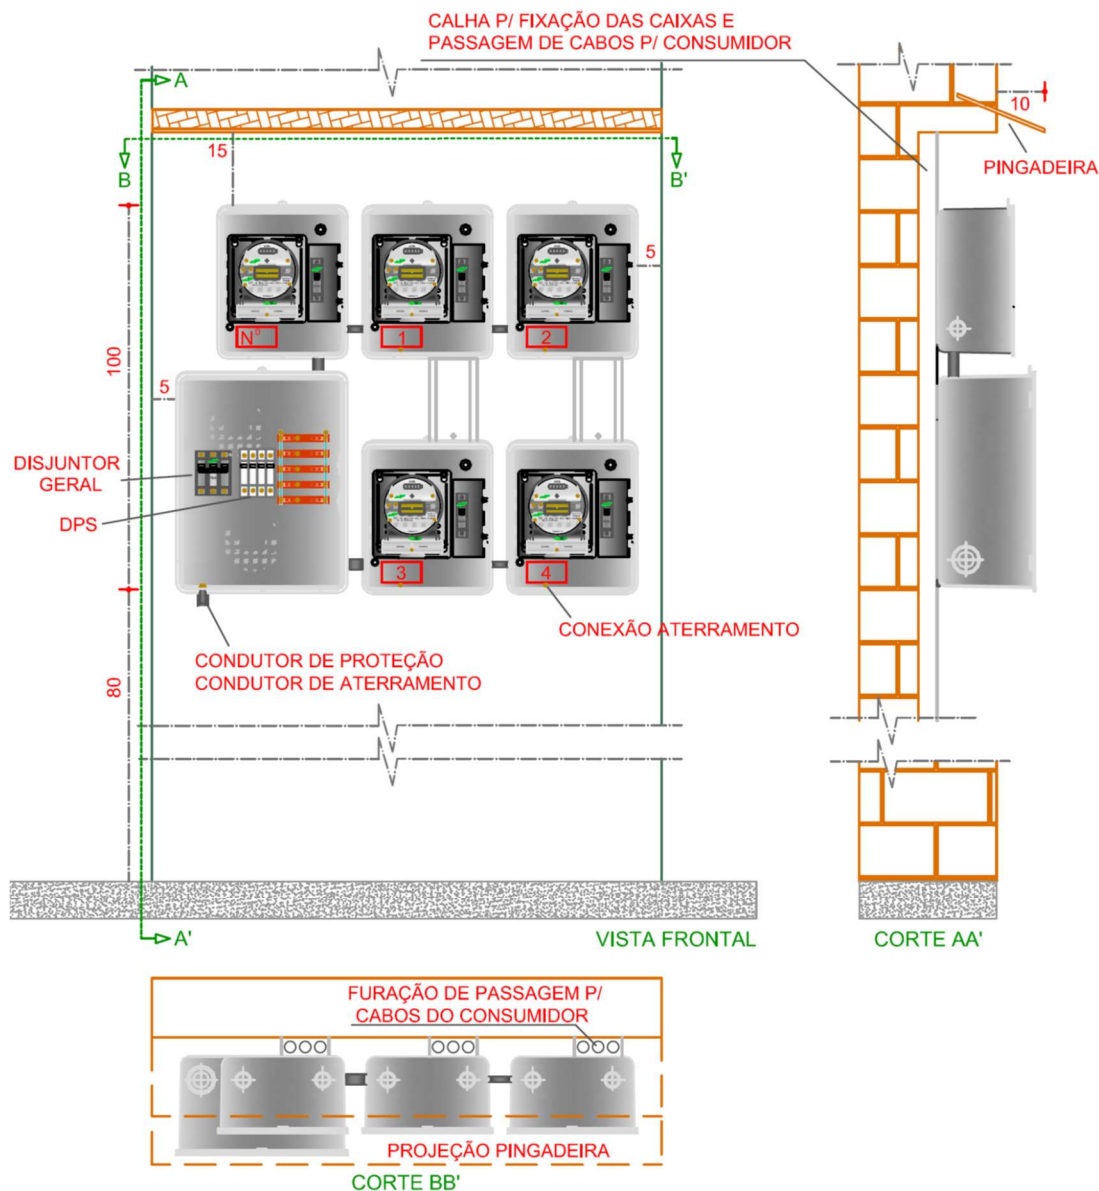 CALHA P/ FIXAÇÃO DAS CAIXAS E
PASSAGEM DE CABOS P/ CONSUMIDOR
A
10
15
B
B'
PINGADEIRA
5
N°
1
2
100
5
DISJUNTOR
GERAL
DPS
3
4
CONEXÃO ATERRAMENTO
CONDUTOR DE PROTEÇÃO
CONDUTOR DE ATERRAMENTO
80
A'
VISTA FRONTAL
CORTE AA'
FURAÇÃO DE PASSAGEM P/
CABOS DO CONSUMIDOR
PROJEÇÃO PINGADEIRA
CORTE BB'